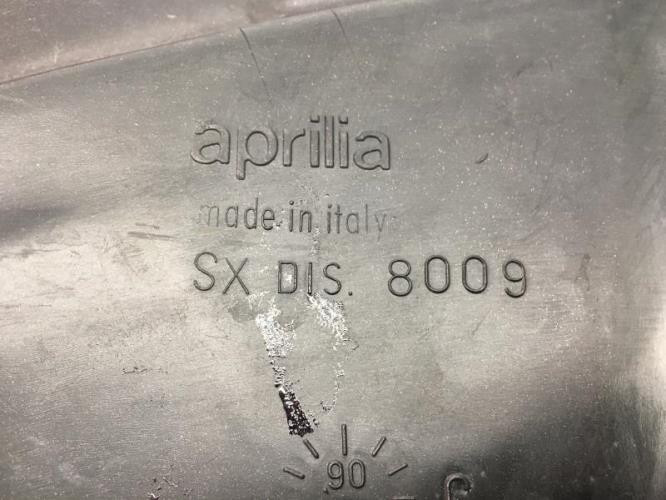 aprilia
made in italy
SX DIS. 8009
90